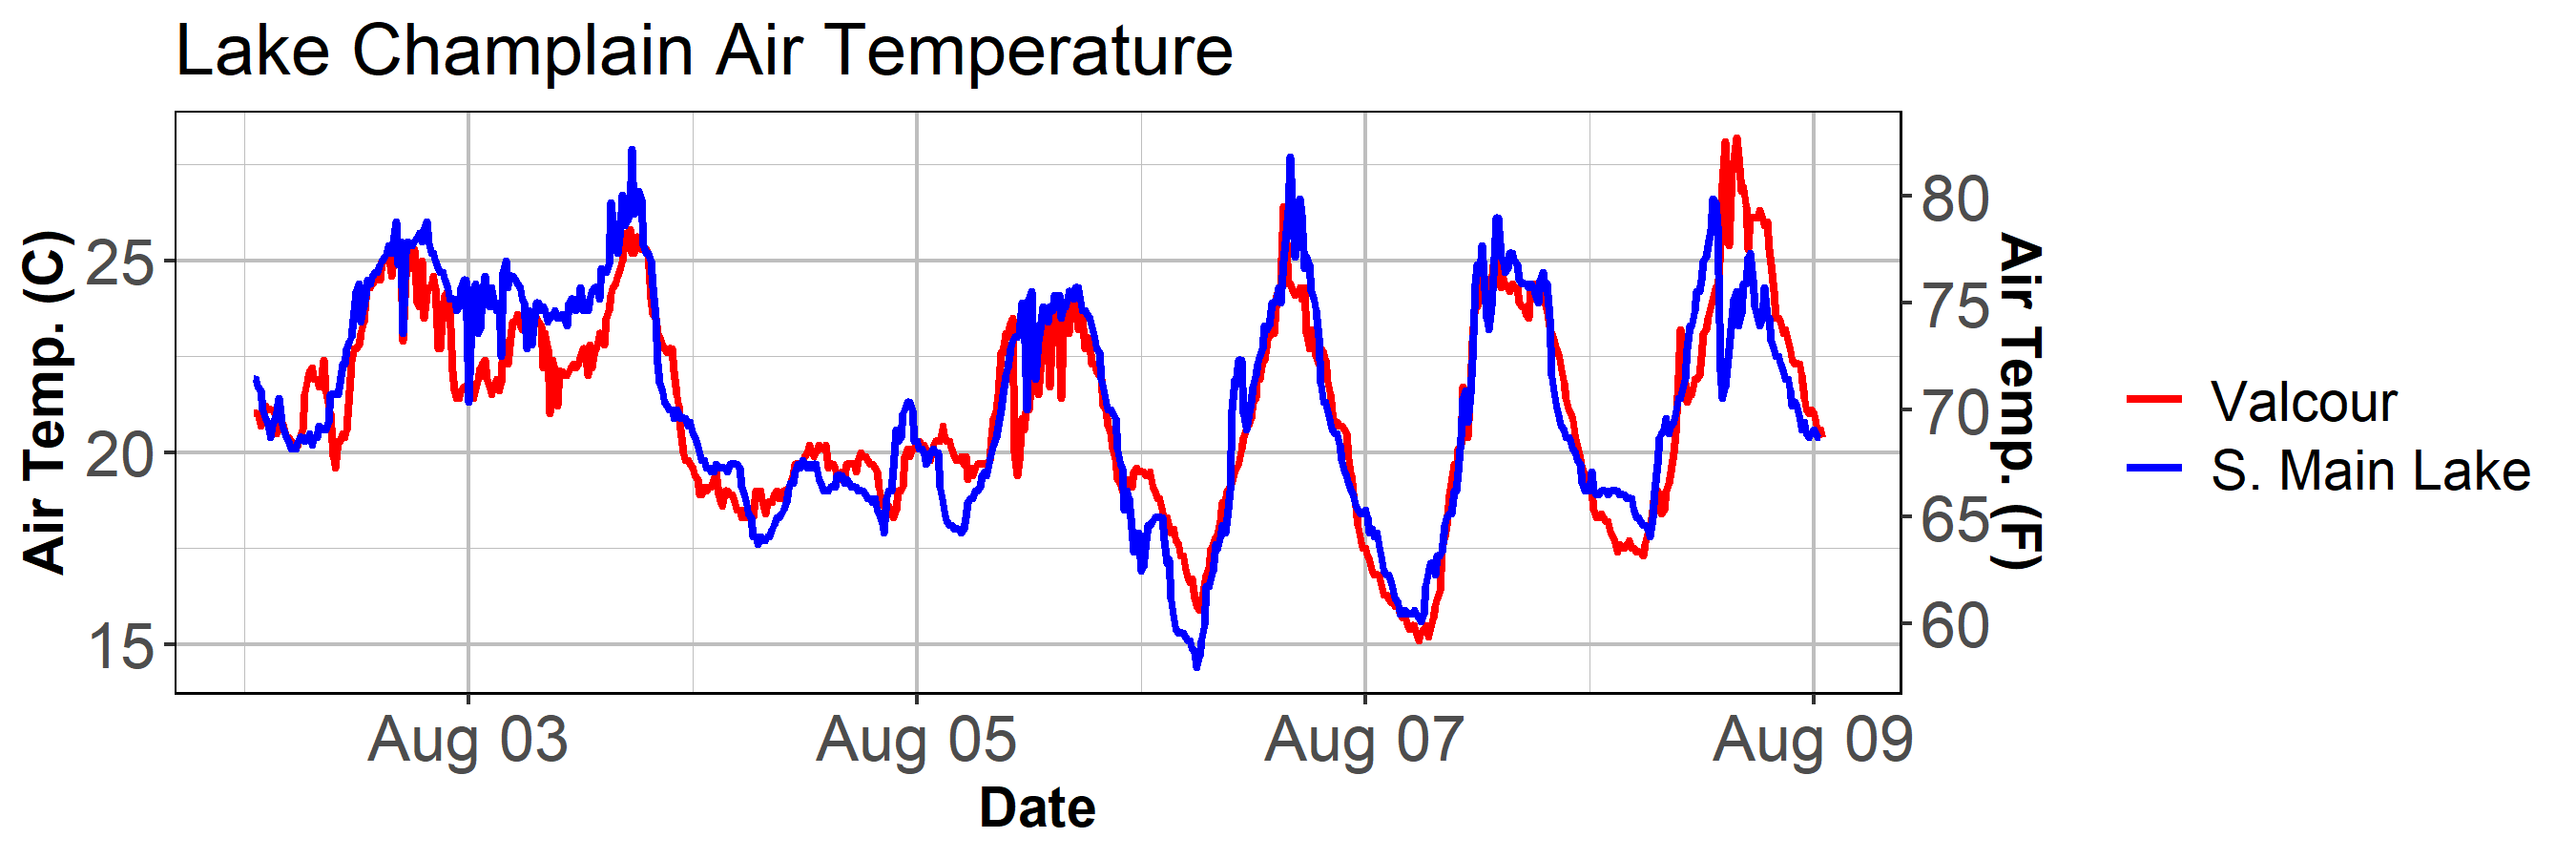 Lake Champlain Air Temperature
Air Temp. (C)
25
20
15
80
75
70
65
60
Air Temp. (F)
Aug 03
Aug 05
Aug 07
Aug 09
Date
Valcour
S. Main Lake